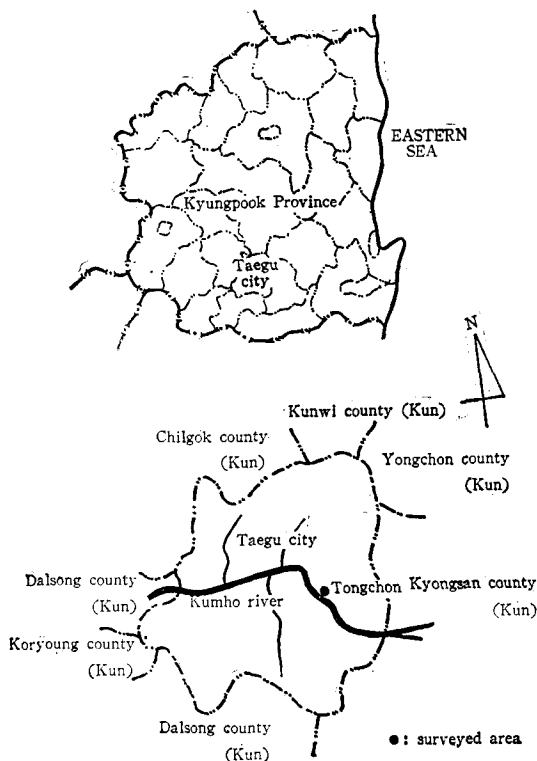 EASTERN
SEA
Kyungpook Province
Taegu
city
N
Kunwi county (Kun)
Chilgok county
(Kun)
Yongchon county
(Kun)
Taegu city
Dalsong county
(Kun)
Kumho river
Tongchon
Kyongsan county
(Kun)
Koryoung county
(Kun)
Dalsong county
(Kun)
●: surveyed area